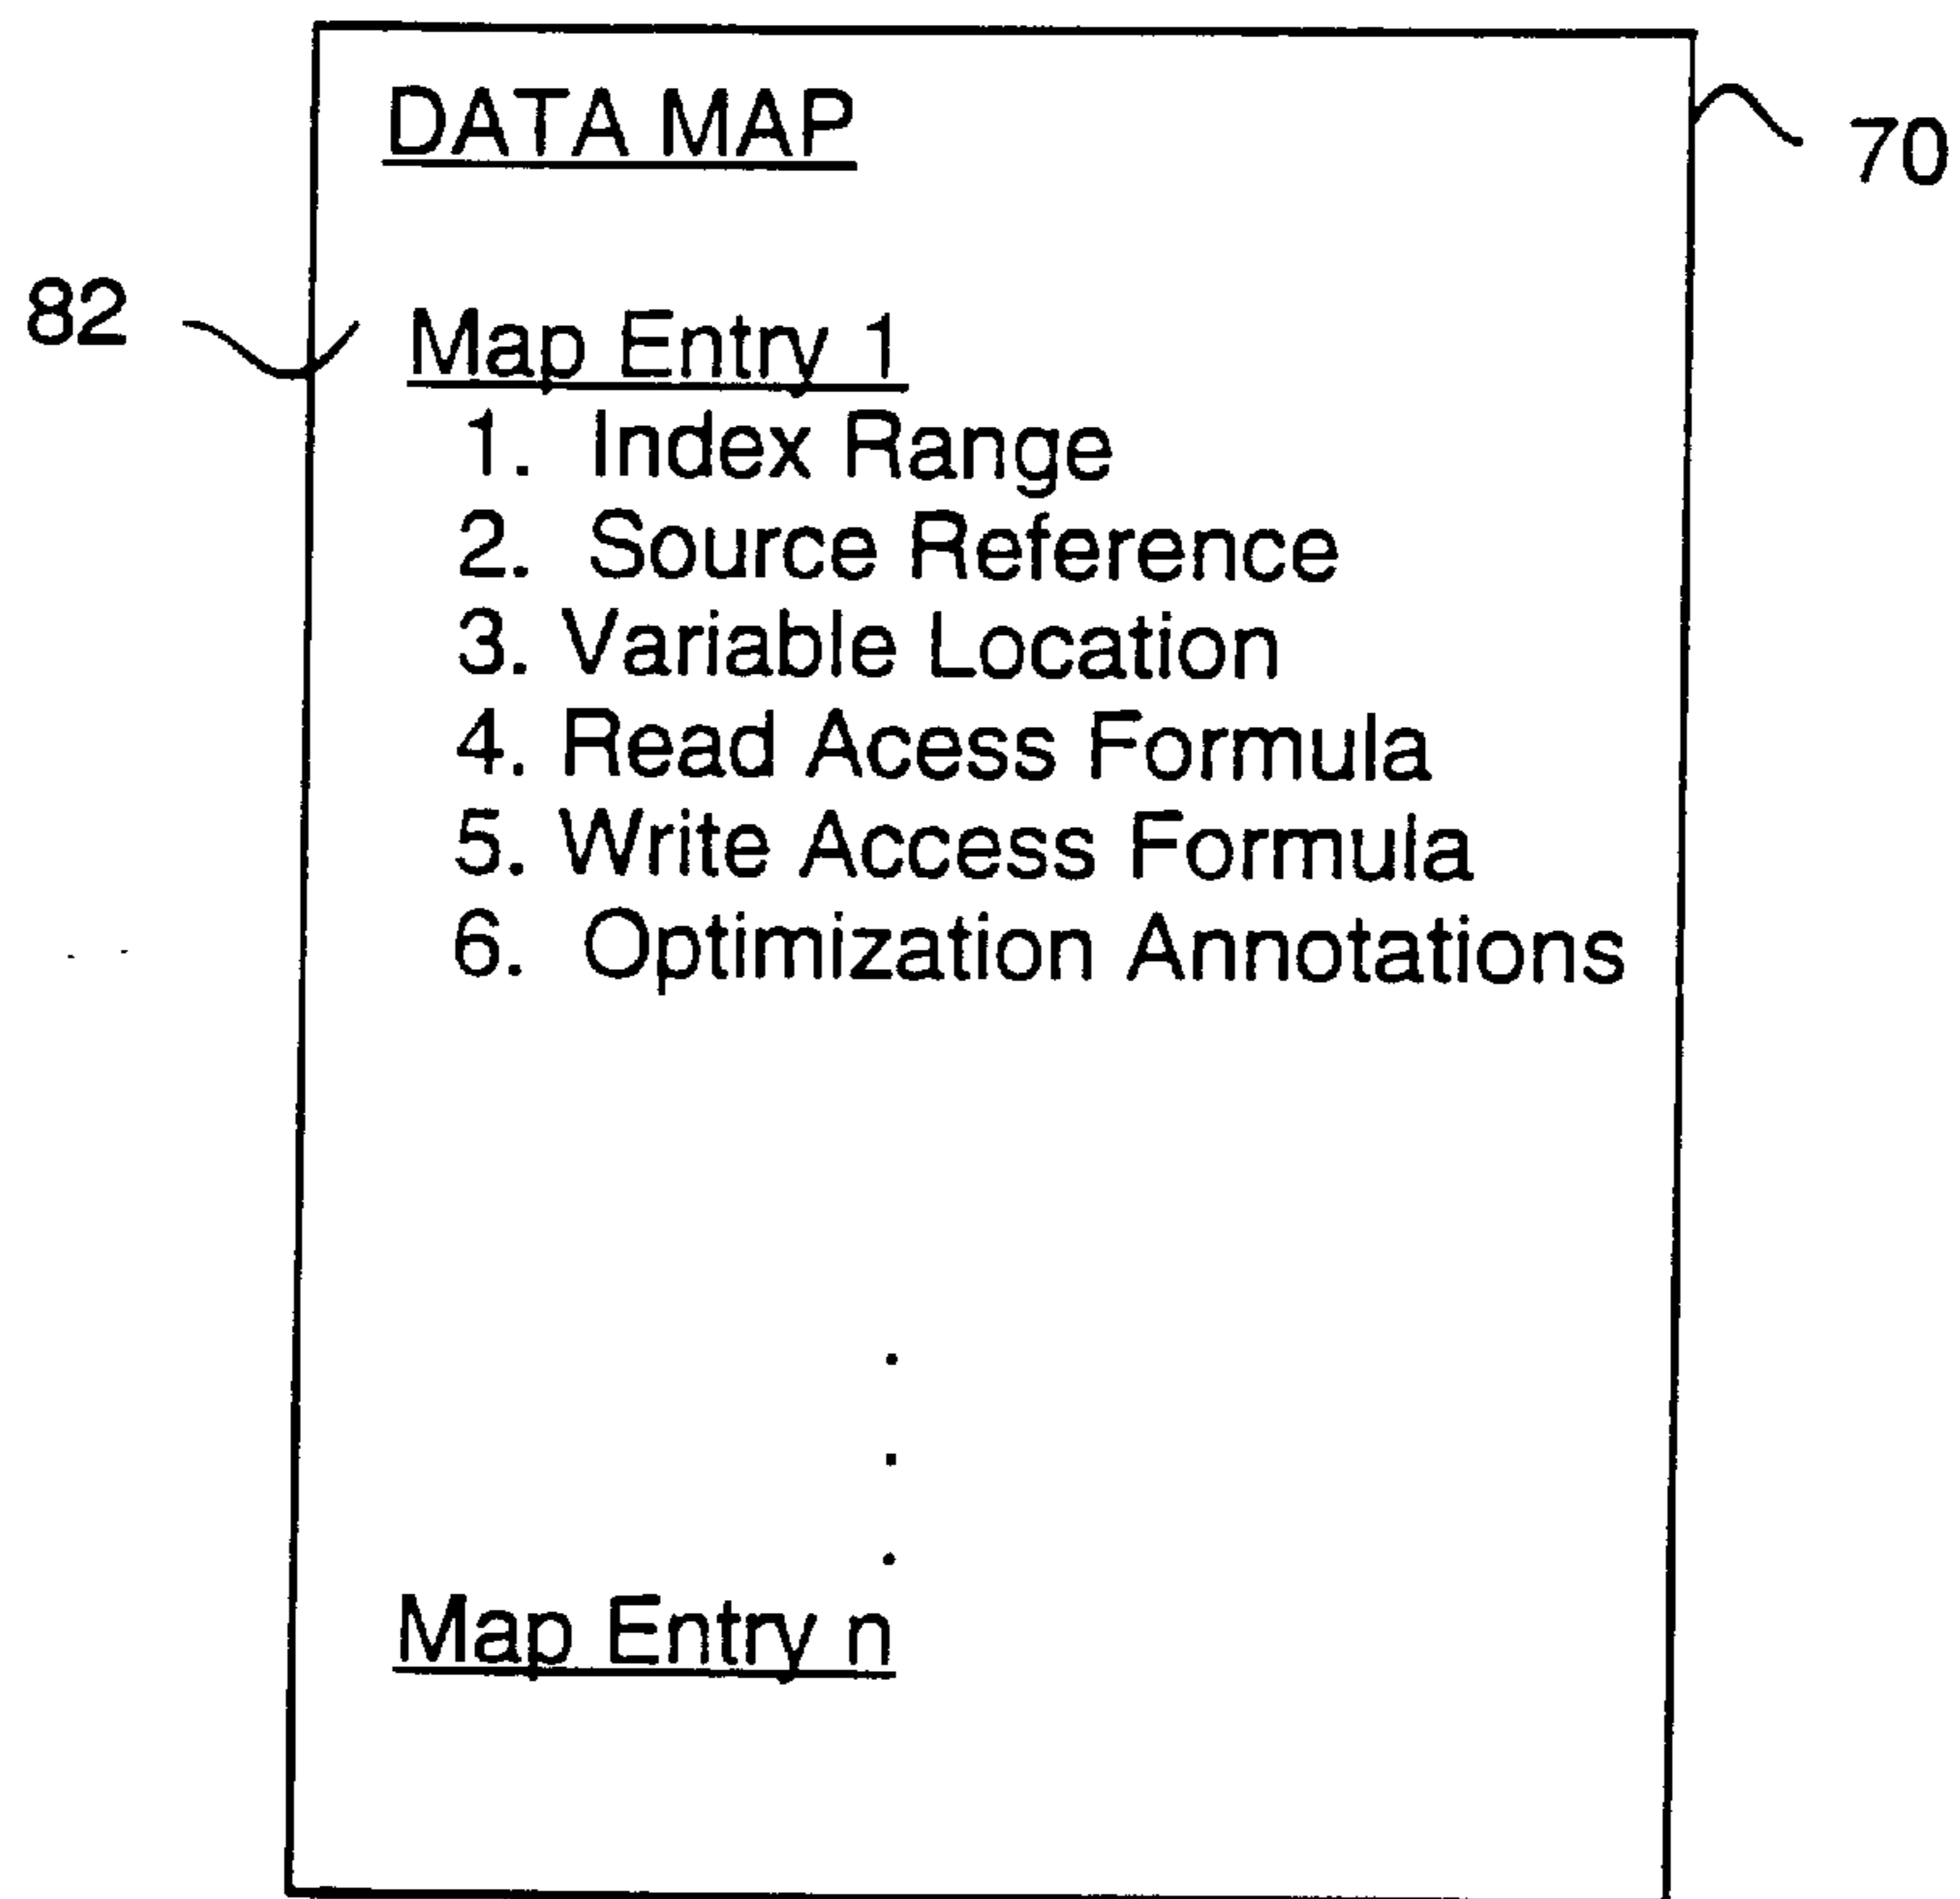 DATA MAP
70
82
Map Entry 1
1. Index Range
2. Source Reference
3. Variable Location
4. Read Acess Formula
5. Write Access Formula
6. Optimization Annotations
.
.
.
Map Entry n